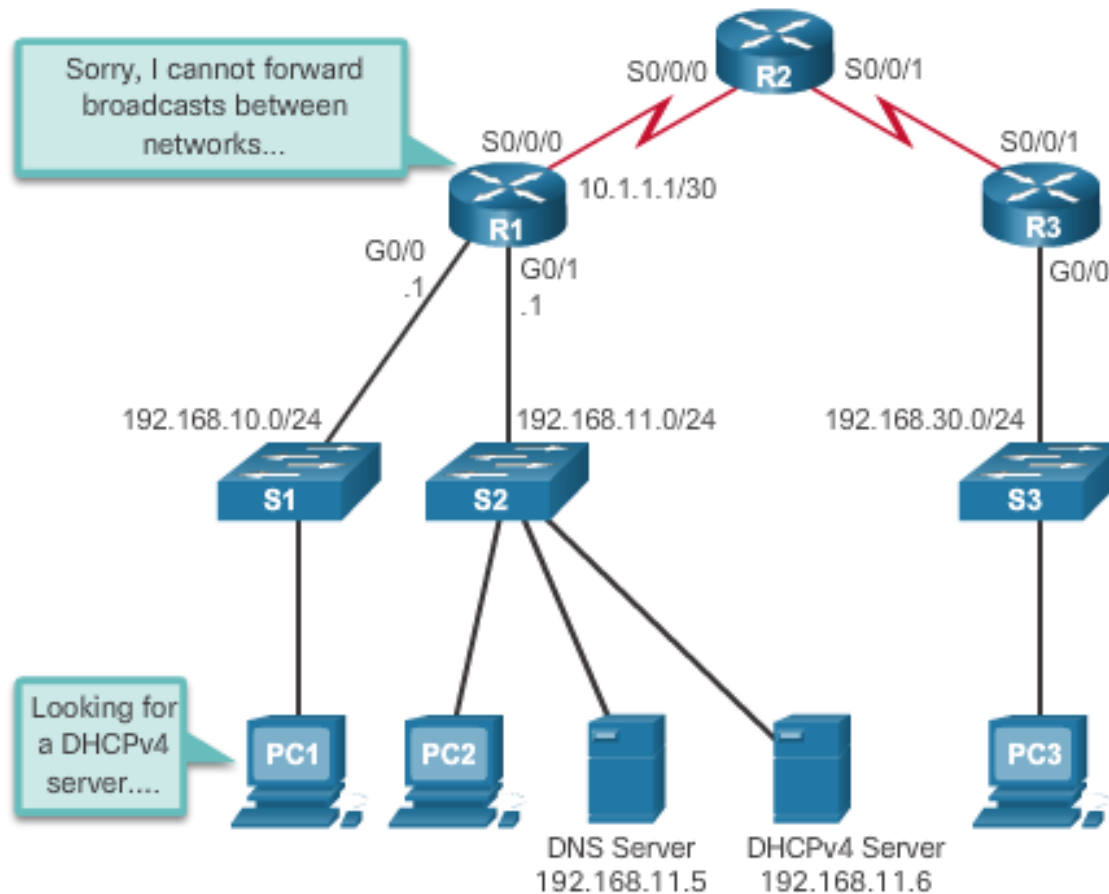 R2
S0/0/0
S0/0/1
Sorry, I cannot forward
broadcasts between
networks...
S0/0/0
10.1.1.1/30
S0/0/1
R1
R3
G0/0
.1
G0/1
.1
G0/0
192.168.10.0/24
192.168.11.0/24
192.168.30.0/24
S1
S2
S3
Looking for
a DHCPv4
server....
PC1
PC2
PC3
DNS Server
192.168.11.5
DHCPv4 Server
192.168.11.6